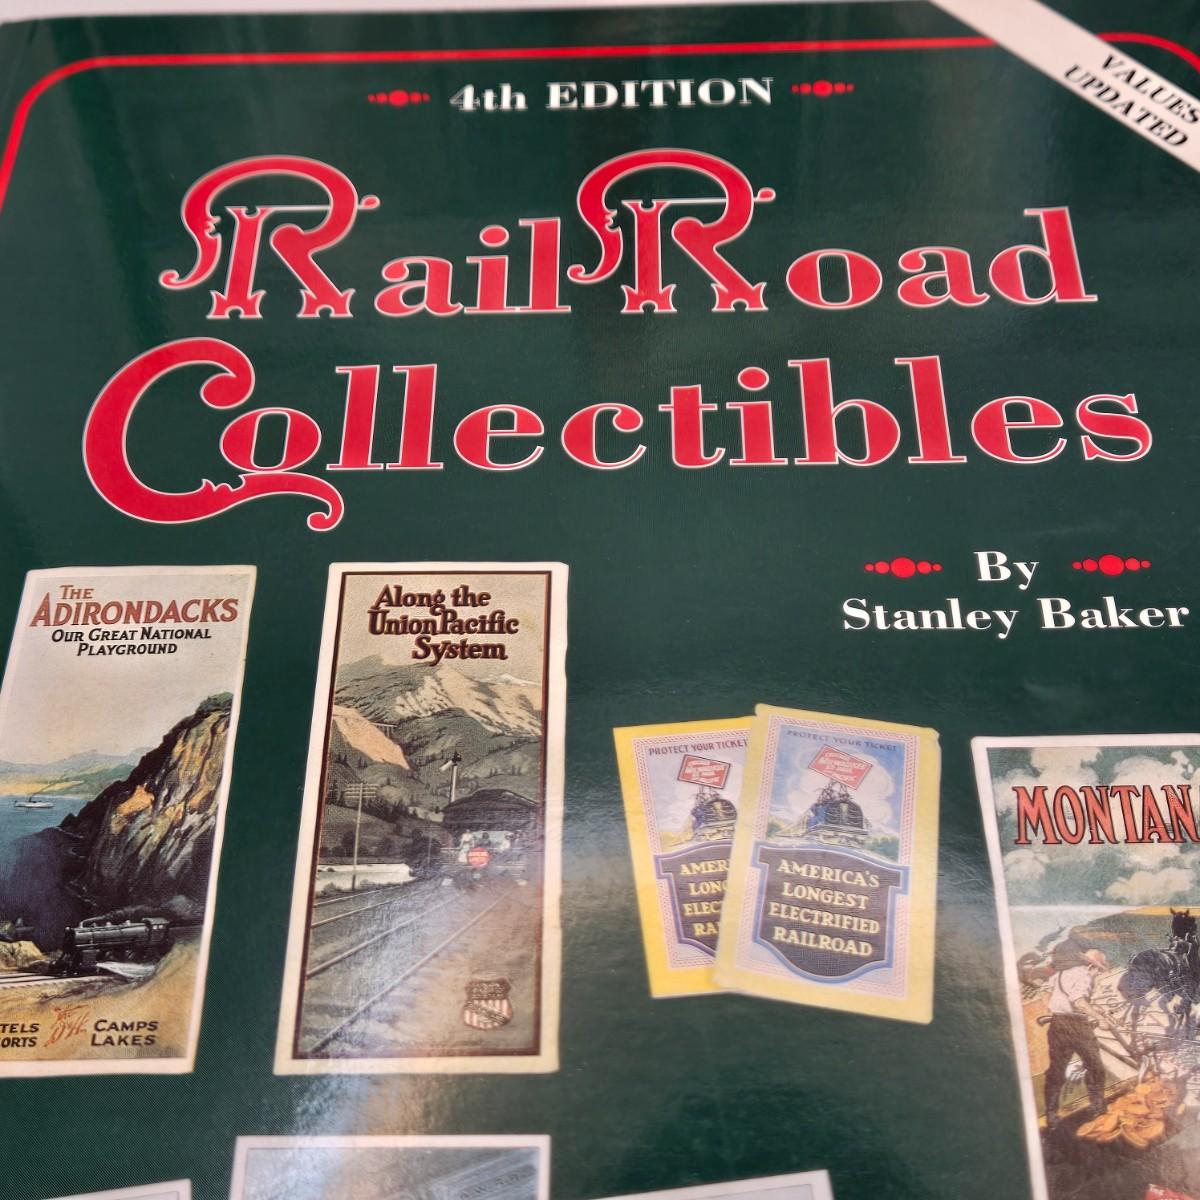 VALUES
UPDATED
4th EDITION
RailRoad
Collectibles
By
Stanley Baker
THE
ADIRONDACKS
OUR GREAT NATIONAL
PLAYGROUND
CAMPS
LAKES
Along the
Union Pacific
System
PROTECT YOUR TICKET
PROTECT YOUR TICKET
MILWAUKEE
AMERICA'S
LONGEST
ELECTRIFIED
RAILROAD
MONTAN